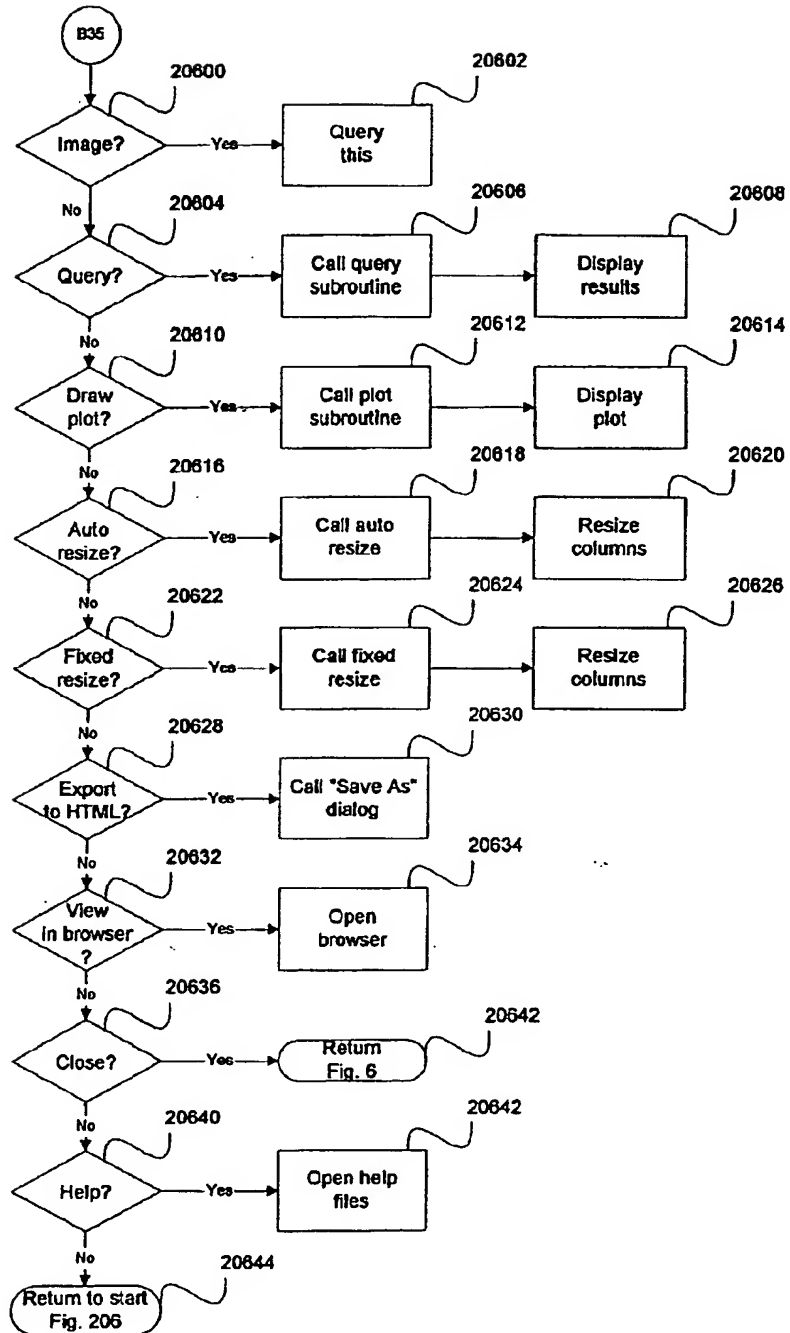 B35
20600
20602
Image?
Yes
Query
this
No
20604
20606
20608
Query?
Yes
Call query
subroutine
Display
results
No
20610
20612
20614
Draw
plot?
Yes
Call plot
subroutine
Display
plot
No
20616
20618
20620
Auto
resize?
Yes
Call auto
resize
Resize
columns
No
20622
20624
20626
Fixed
resize?
Yes
Call fixed
resize
Resize
columns
No
20628
20630
Export
to HTML?
Yes
Call "Save As"
dialog
No
20632
20634
View
in browser
?
Yes
Open
browser
No
20636
20642
Close?
Yes
Return
Fig. 6
No
20640
20642
Help?
Yes
Open help
files
No
20644
Return to start
Fig. 206